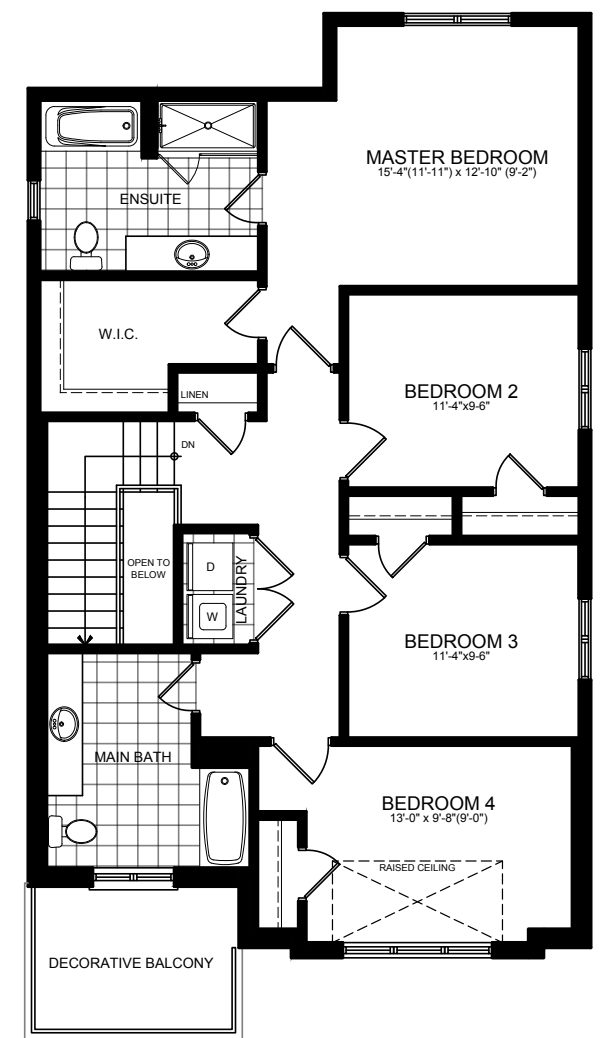 MASTER BEDROOM
15'-4"(11'-11") x 12'-10" (9'-2")
ENSUITE
W.I.C.
LINEN
BEDROOM 2
11'-4"x9-6"
DN
OPEN TO
BELOW
D
W
LAUNDRY
BEDROOM 3
11'-4"x9-6"
MAIN BATH
BEDROOM 4
13'-0" x 9'-8"(9'-0")
RAISED CEILING
DECORATIVE BALCONY